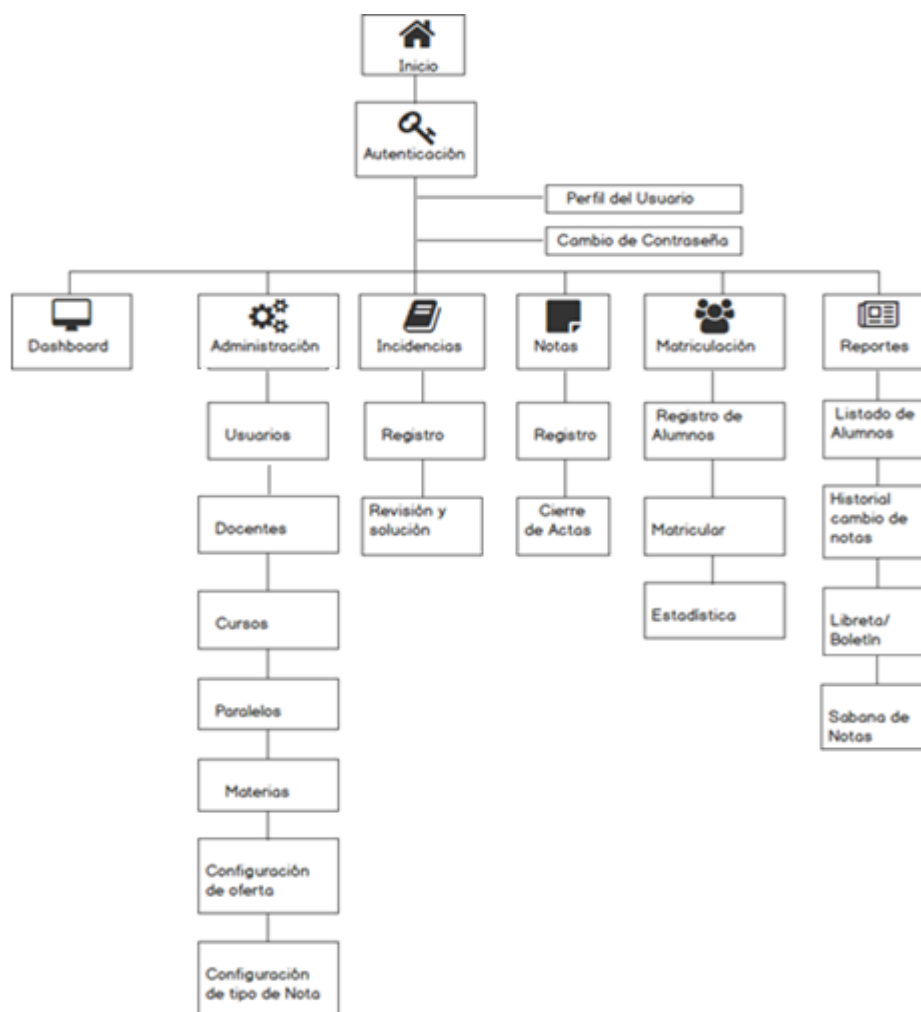 Inicio
Autenticación
Perfil del Usuario
Cambio de Contraseña
Dashboard
Administración
Incidencias
Notas
Matriculación
Reportes
Usuarios
Registro
Registro
Registro de
Alumnos
Listado de
Alumnos
Docentes
Revisión y
solución
Cierre
de Actas
Matricular
Historial
cambio de
notas
Cursos
Estadística
Libreta/
Boletín
Paralelos
Sabana de
Notas
Materias
Configuración
de oferta
Configuración
de tipo de Nota